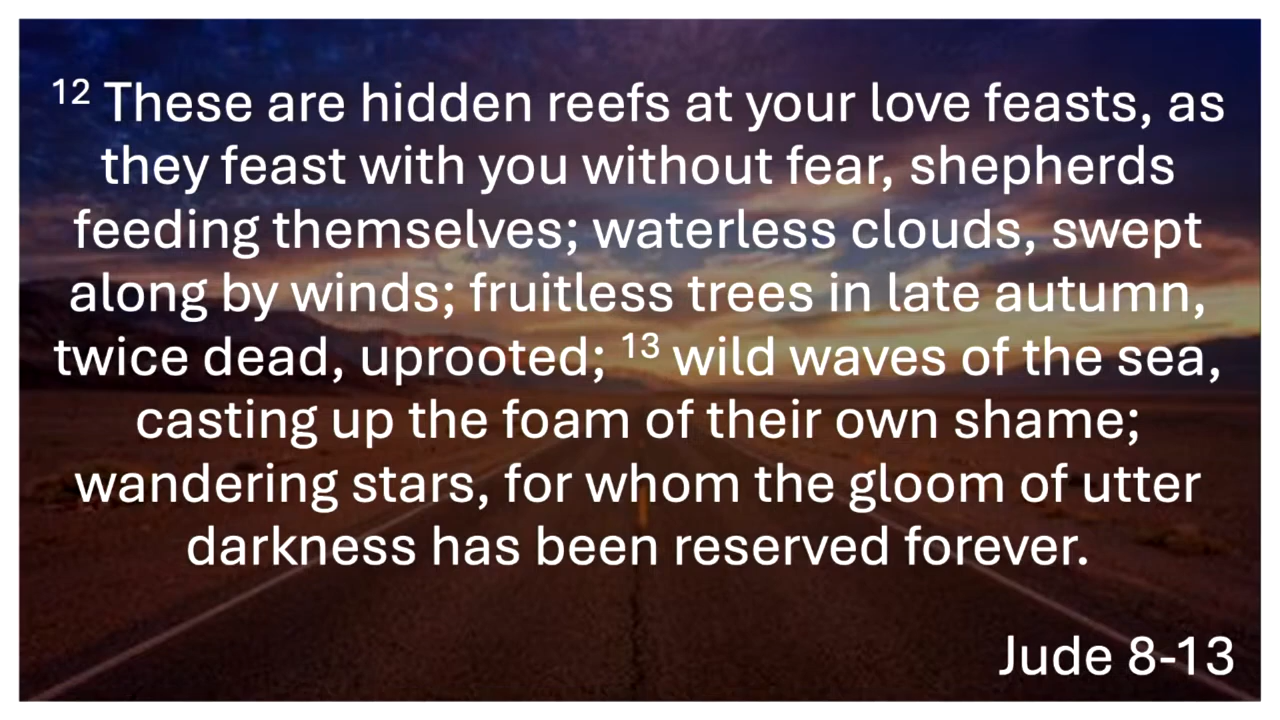 ¹² These are hidden reefs at your love feasts, as
they feast with you without fear, shepherds
feeding themselves; waterless clouds, swept
along by winds; fruitless trees in late autumn,
twice dead, uprooted; ¹³ wild waves of the sea,
casting up the foam of their own shame;
wandering stars, for whom the gloom of utter
darkness has been reserved forever.
Jude 8-13